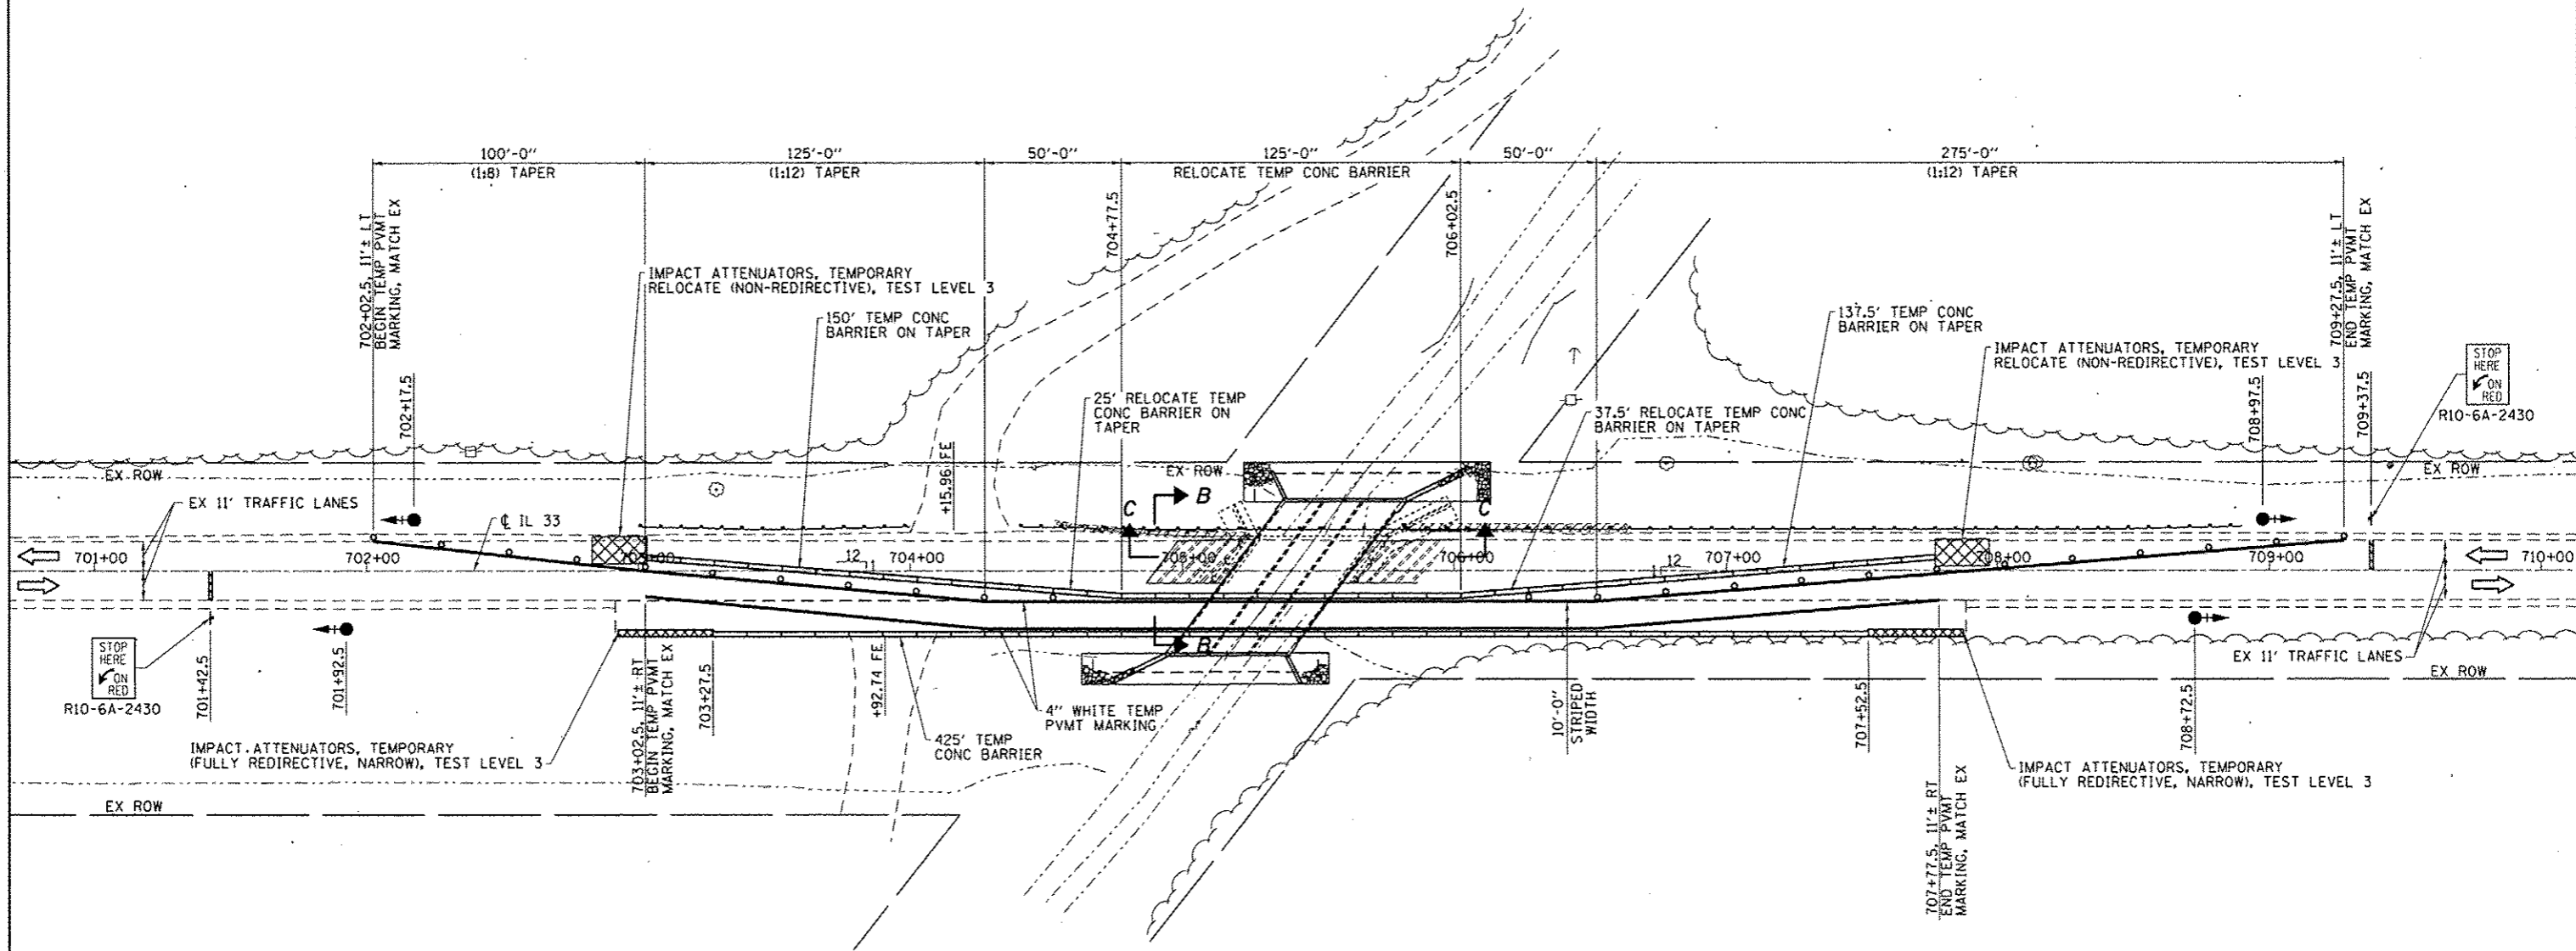 100'-0"
(1:8) TAPER
125'-0"
(1:12) TAPER
50'-0"
125'-0"
RELOCATE TEMP CONC BARRIER
50'-0"
275'-0"
(1:12) TAPER
702+02.5, 11'± LT
BEGIN TEMP PVMT
MARKING, MATCH EX
704+77.5
706+02.5
709+27.5, 11'± LT
END TEMP PVMT
MARKING, MATCH EX
IMPACT ATTENUATORS, TEMPORARY
RELOCATE (NON-REDIRECTIVE), TEST LEVEL 3
150' TEMP CONC
BARRIER ON TAPER
137.5' TEMP CONC
BARRIER ON TAPER
IMPACT ATTENUATORS, TEMPORARY
RELOCATE (NON-REDIRECTIVE), TEST LEVEL 3
STOP
HERE
ON
RED
R10-6A-2430
702+17.5
25' RELOCATE TEMP
CONC BARRIER ON
TAPER
37.5' RELOCATE TEMP CONC
BARRIER ON TAPER
708+97.5
709+37.5
+15.96 FE
EX ROW
EX ROW
EX ROW
EX 11' TRAFFIC LANES
℄ IL 33
B
C
C
701+00
702+00
703+00
12
704+00
705+00
706+00
12
707+00
708+00
709+00
710+00
B
STOP
HERE
ON
RED
R10-6A-2430
701+42.5
701+92.5
703+02.5, 11'± RT
BEGIN TEMP PVMT
MARKING, MATCH EX
703+27.5
+92.74 FE
4" WHITE TEMP
PVMT MARKING
425' TEMP
CONC BARRIER
10'-0"
STRIPED
WIDTH
707+52.5
708+72.5
EX 11' TRAFFIC LANES
EX ROW
IMPACT ATTENUATORS, TEMPORARY
(FULLY REDIRECTIVE, NARROW), TEST LEVEL 3
IMPACT ATTENUATORS, TEMPORARY
(FULLY REDIRECTIVE, NARROW), TEST LEVEL 3
707+77.5, 11'± RT
END TEMP PVMT
MARKING, MATCH EX
EX ROW